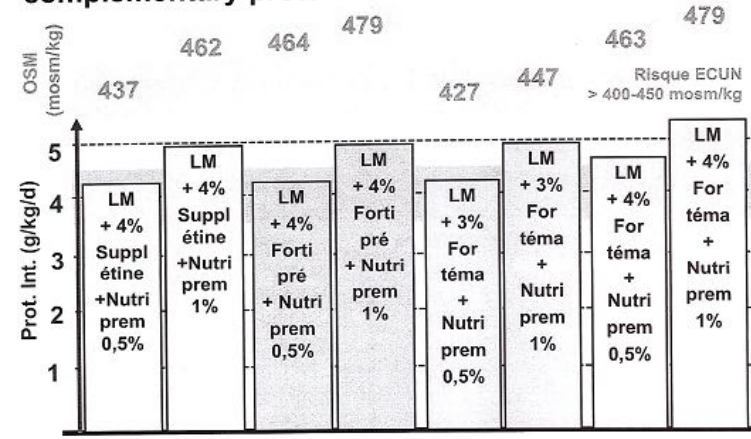 complementary pro
OSM
(mosm/kg)
437
462
464
479
427
447
463
479
Risque ECUN
> 400-450 mosm/kg
Prot. Int. (g/kg/d)
5
4
3
2
1
LM
+ 4%
Suppl
étine
+Nutri
prem
0,5%
LM
+ 4%
Suppl
étine
+Nutri
prem
1%
LM
+ 4%
Forti
pré
+ Nutri
prem
0,5%
LM
+ 4%
Forti
pré
+ Nutri
prem
1%
LM
+ 3%
For
téma
+
Nutri
prem
0,5%
LM
+ 3%
For
téma
+
Nutri
prem
1%
LM
+ 4%
For
téma
+
Nutri
prem
0,5%
LM
+ 4%
For
téma
+
Nutri
prem
1%